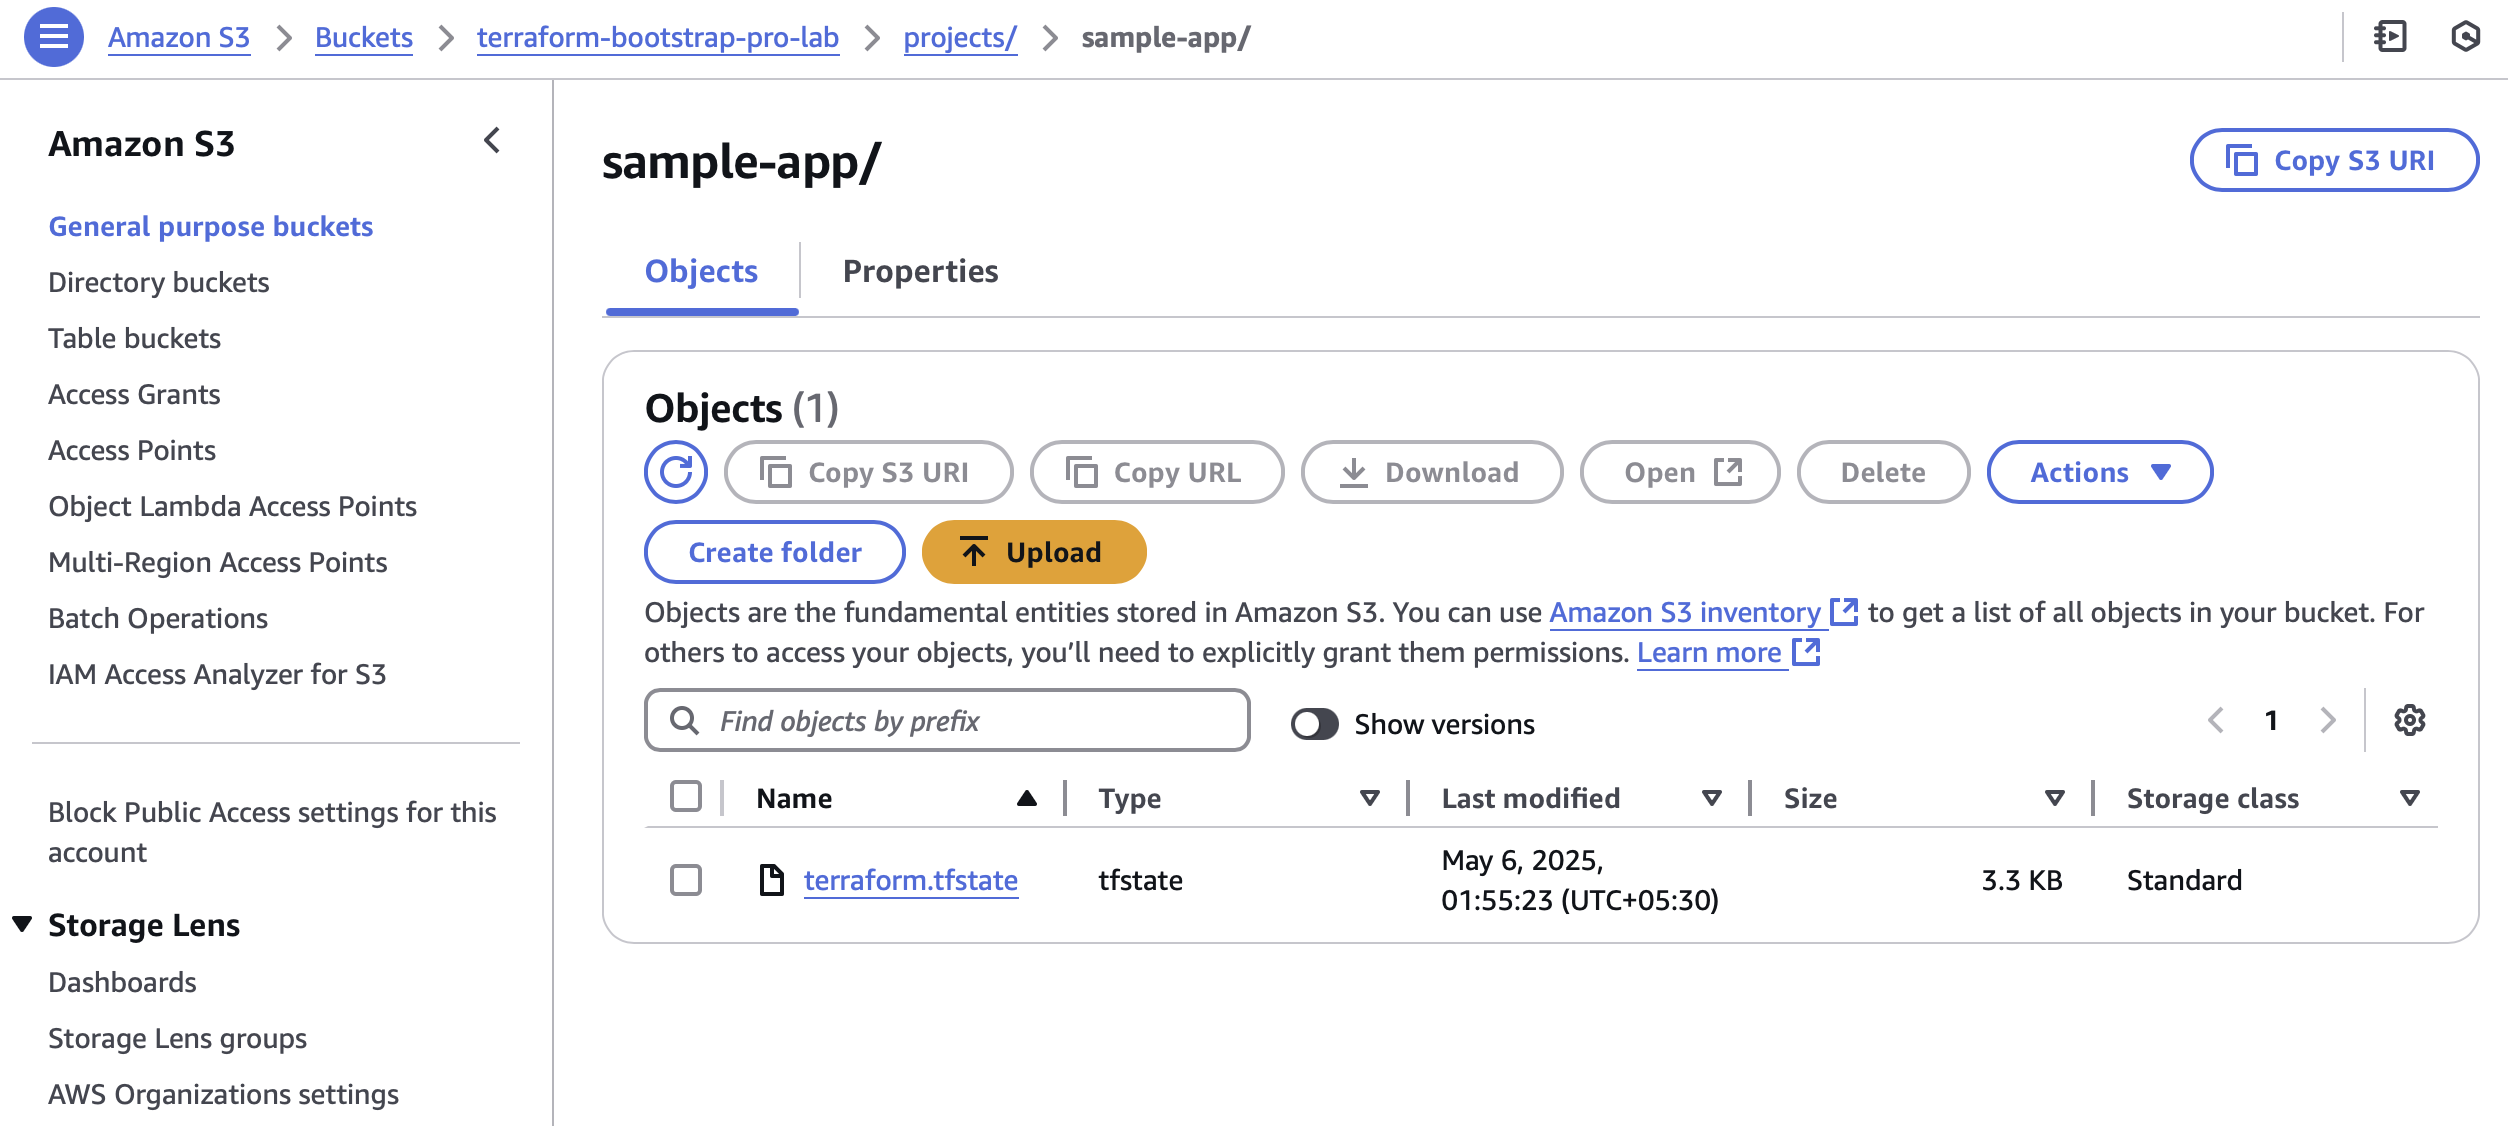 Amazon S3 > Buckets > terraform-bootstrap-pro-lab > projects/ > sample-app/
Amazon S3
General purpose buckets
Directory buckets
Table buckets
Access Grants
Access Points
Object Lambda Access Points
Multi-Region Access Points
Batch Operations
IAM Access Analyzer for S3
Block Public Access settings for this
account
Storage Lens
Dashboards
Storage Lens groups
AWS Organizations settings
sample-app/
Copy S3 URI
Objects
Properties
Objects (1)
Copy S3 URI
Copy URL
Download
Open
Delete
Actions
Create folder
Upload
Objects are the fundamental entities stored in Amazon S3. You can use Amazon S3 inventory to get a list of all objects in your bucket. For
others to access your objects, you’ll need to explicitly grant them permissions. Learn more
Find objects by prefix
Show versions
1
Name
Type
Last modified
Size
Storage class
terraform.tfstate
tfstate
May 6, 2025,
01:55:23 (UTC+05:30)
3.3 KB
Standard